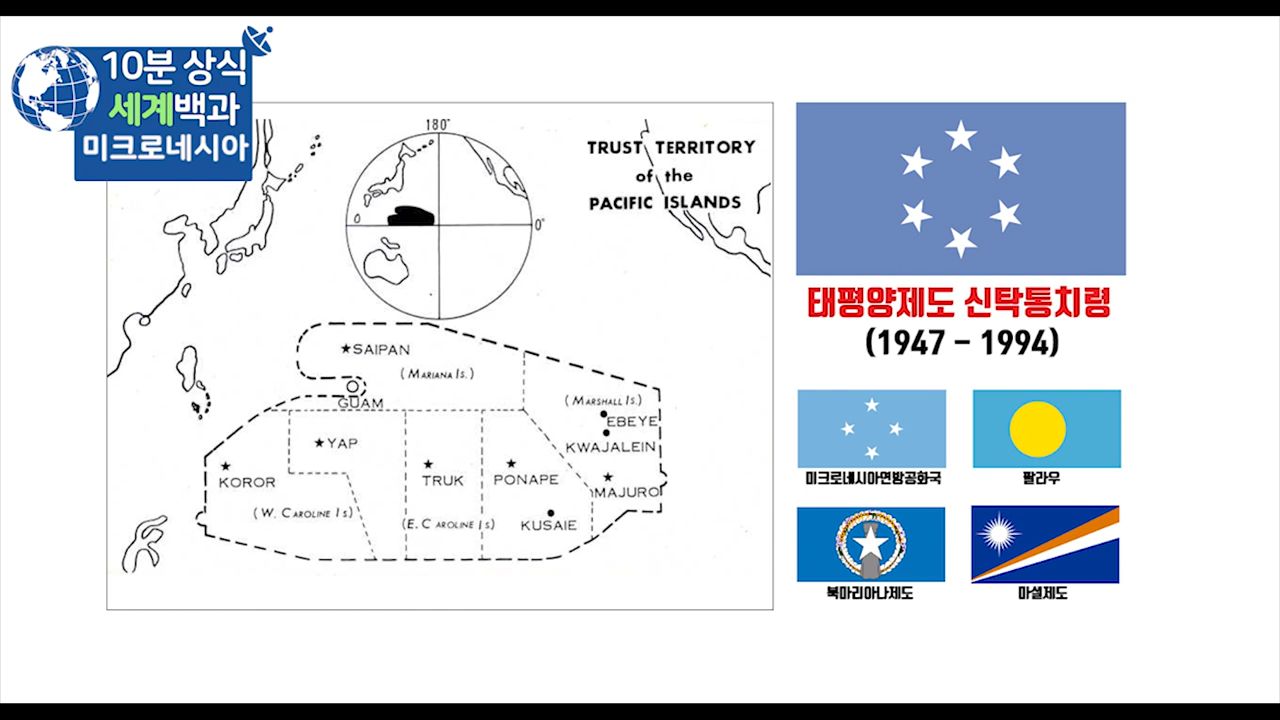 10분 상식
세계백과
미크로네시아
180°
TRUST TERRITORY
of the
PACIFIC ISLANDS
0°
SAIPAN
(MARIANA IS.)
GUAM
(MARSHALL IS.)
EBEYE
KWAJALEIN
YAP
KOROR
TRUK
PONAPE
MAJURO
(W. CAROLINE IS)
(E. CAROLINE IS)
KUSAIE
태평양제도 신탁통치령
(1947 - 1994)
미크로네시아연방공화국
팔라우
북마리아나제도
마셜제도